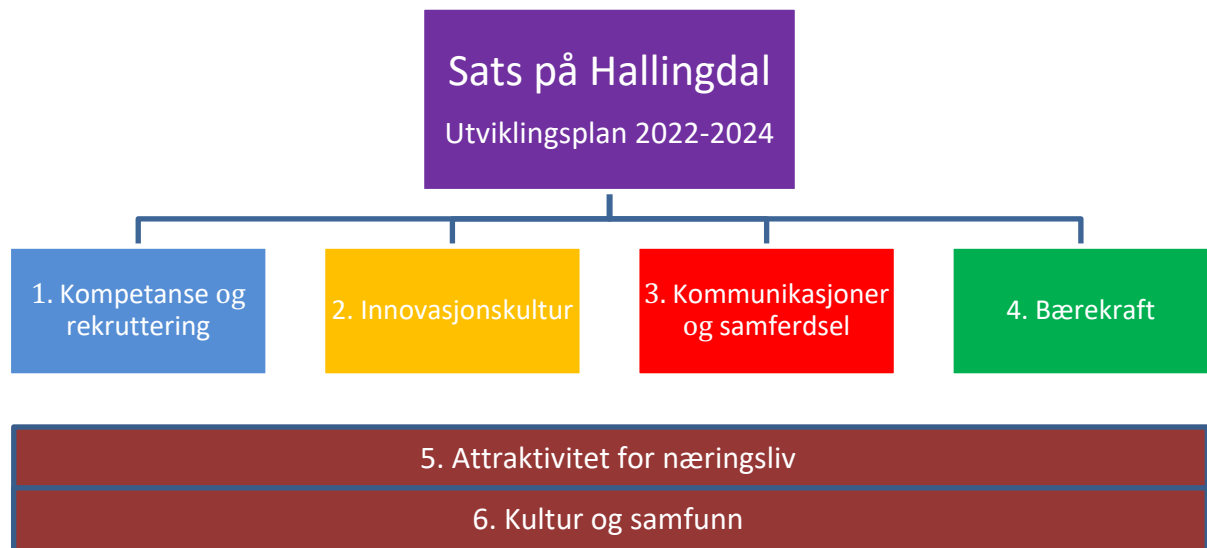 Sats på Hallingdal
Utviklingsplan 2022-2024
1. Kompetanse og
rekruttering
2. Innovasjonskultur
3. Kommunikasjoner
og samferdsel
4. Bærekraft
5. Attraktivitet for næringsliv
6. Kultur og samfunn